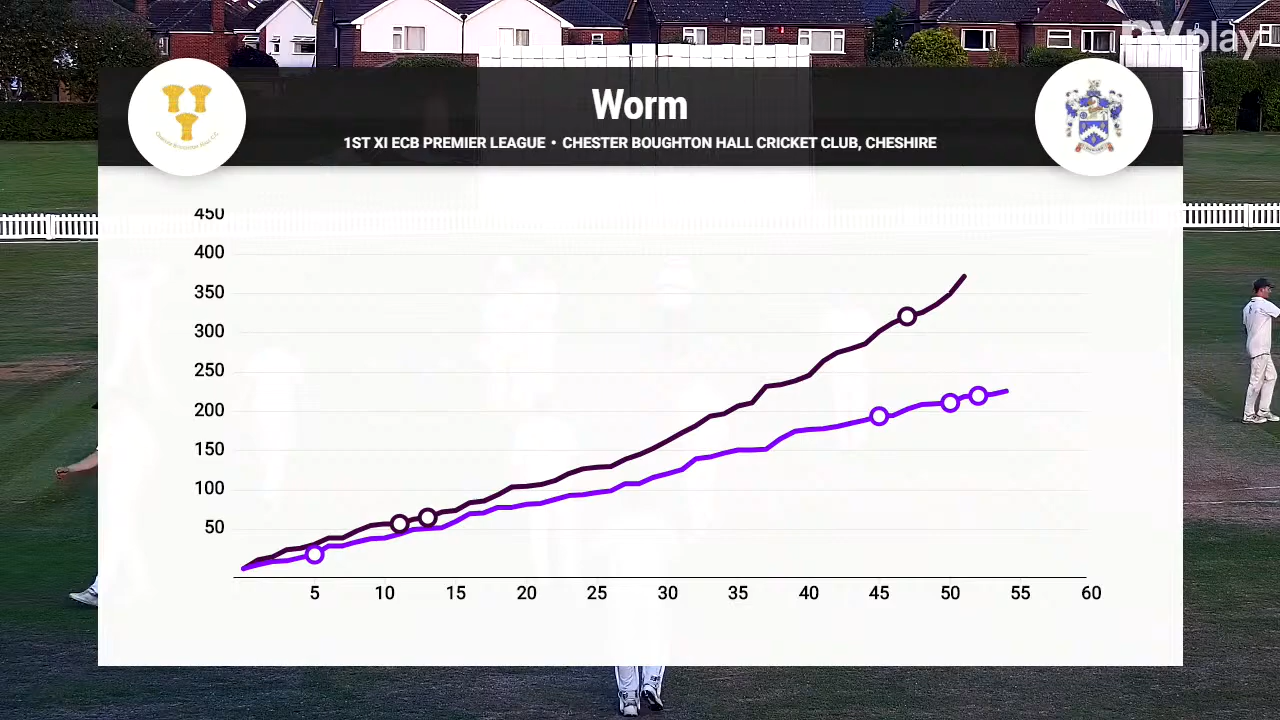 PVplay
Worm
1ST XI ECB PREMIER LEAGUE • CHESTER BOUGHTON HALL CRICKET CLUB, CHESHIRE
450
400
350
300
250
200
150
100
50
5 10 15 20 25 30 35 40 45 50 55 60